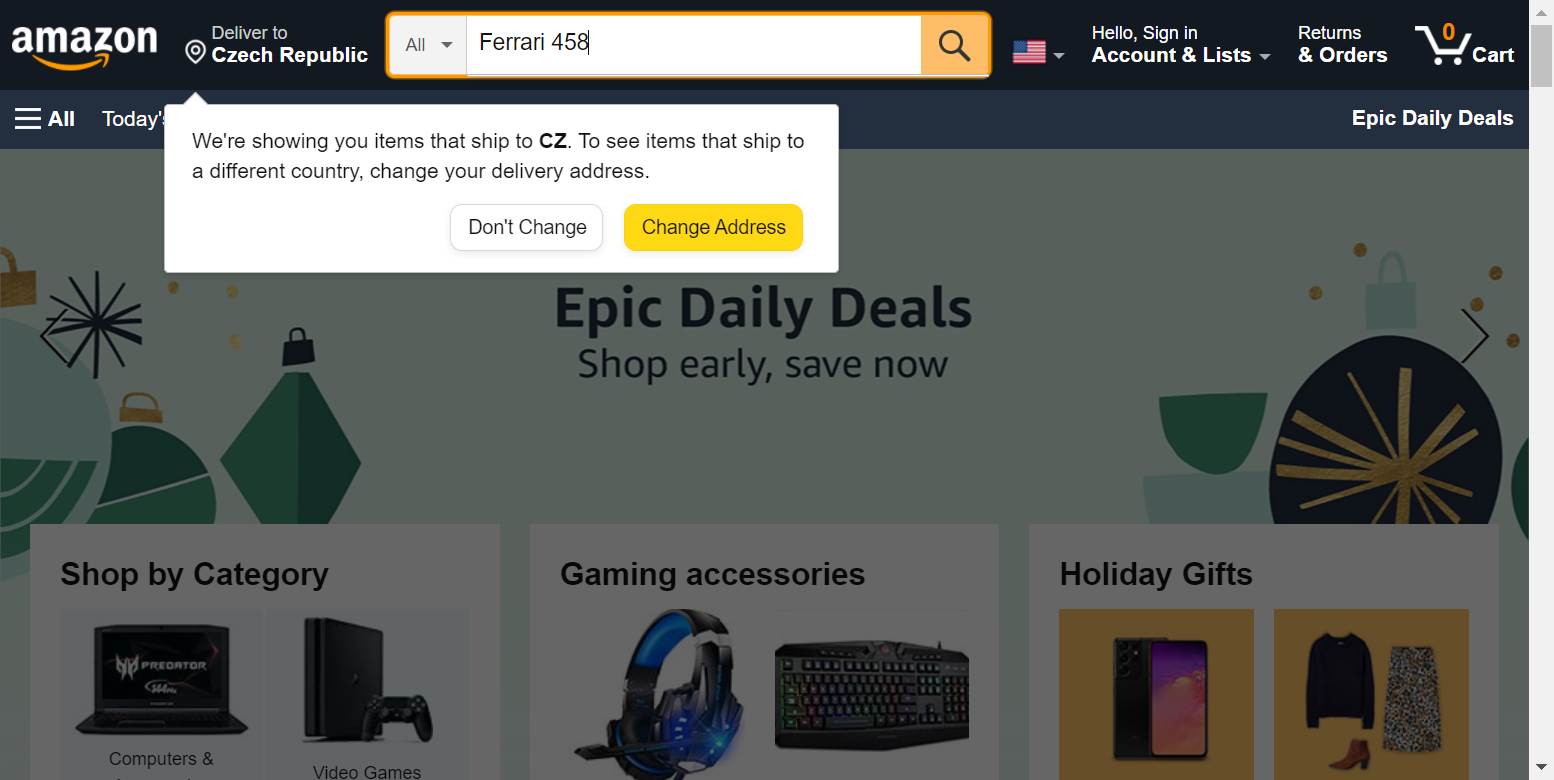 amazon
Deliver to
Czech Republic
All
Ferrari 458
Hello, Sign in
Account & Lists
Returns
& Orders
0
Cart
All
Today's
Epic Daily Deals
We're showing you items that ship to CZ. To see items that ship to
a different country, change your delivery address.
Don't Change
Change Address
Epic Daily Deals
Shop early, save now
Shop by Category
Gaming accessories
Holiday Gifts
PREDATOR
Computers &
Video Games